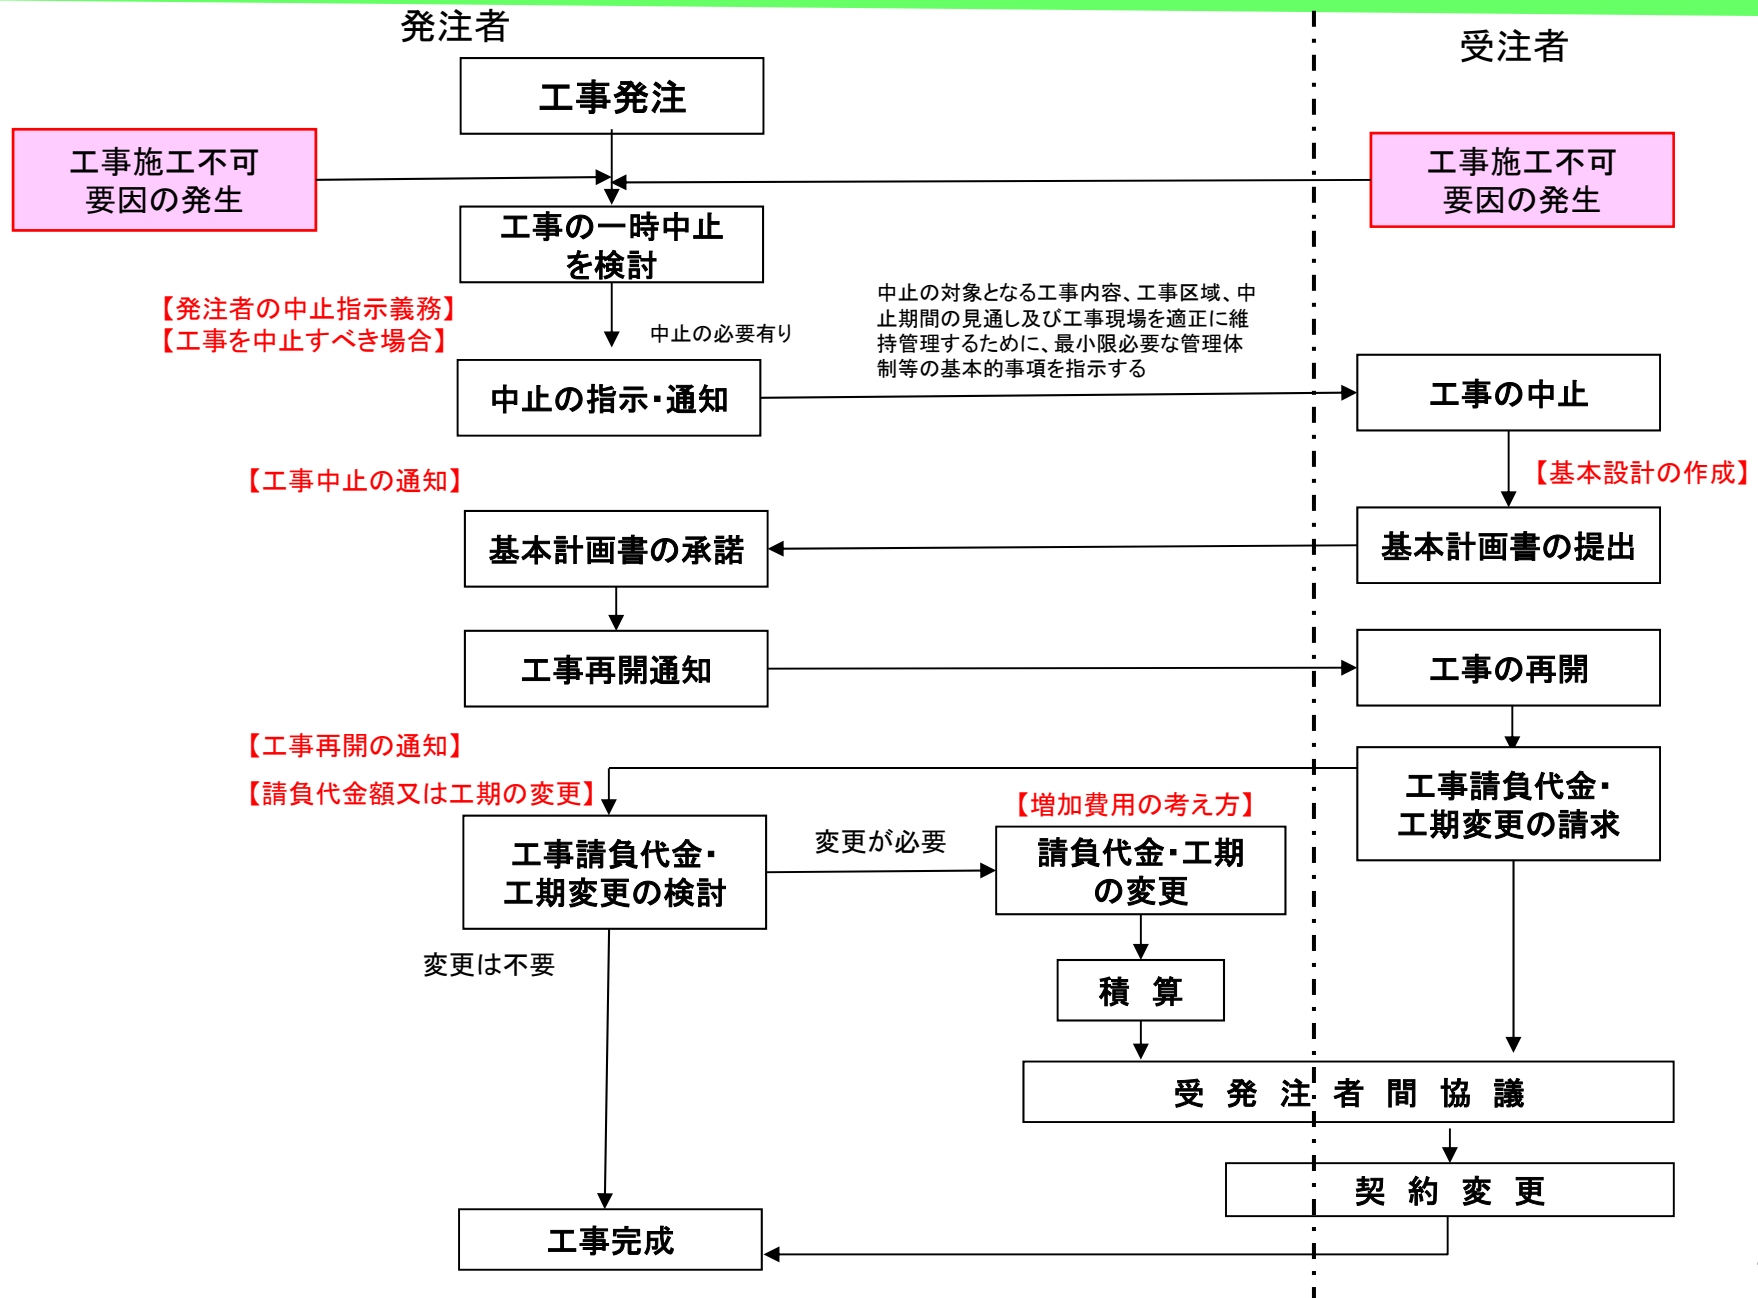 発注者
受注者
工事発注
工事施工不可
要因の発生
工事施工不可
要因の発生
工事の一時中止
を検討
【発注者の中止指示義務】
【工事を中止すべき場合】
中止の必要有り
中止の対象となる工事内容、工事区域、中
止期間の見通し及び工事現場を適正に維
持管理するために、最小限必要な管理体
制等の基本的事項を指示する
中止の指示・通知
工事の中止
【工事中止の通知】
【基本設計の作成】
基本計画書の承諾
基本計画書の提出
工事再開通知
工事の再開
【工事再開の通知】
【請負代金額又は工期の変更】
工事請負代金・
工期変更の請求
【増加費用の考え方】
工事請負代金・
工期変更の検討
変更が必要
請負代金・工期
の変更
変更は不要
積 算
受 発 注 者 間 協 議
契 約 変 更
工事完成